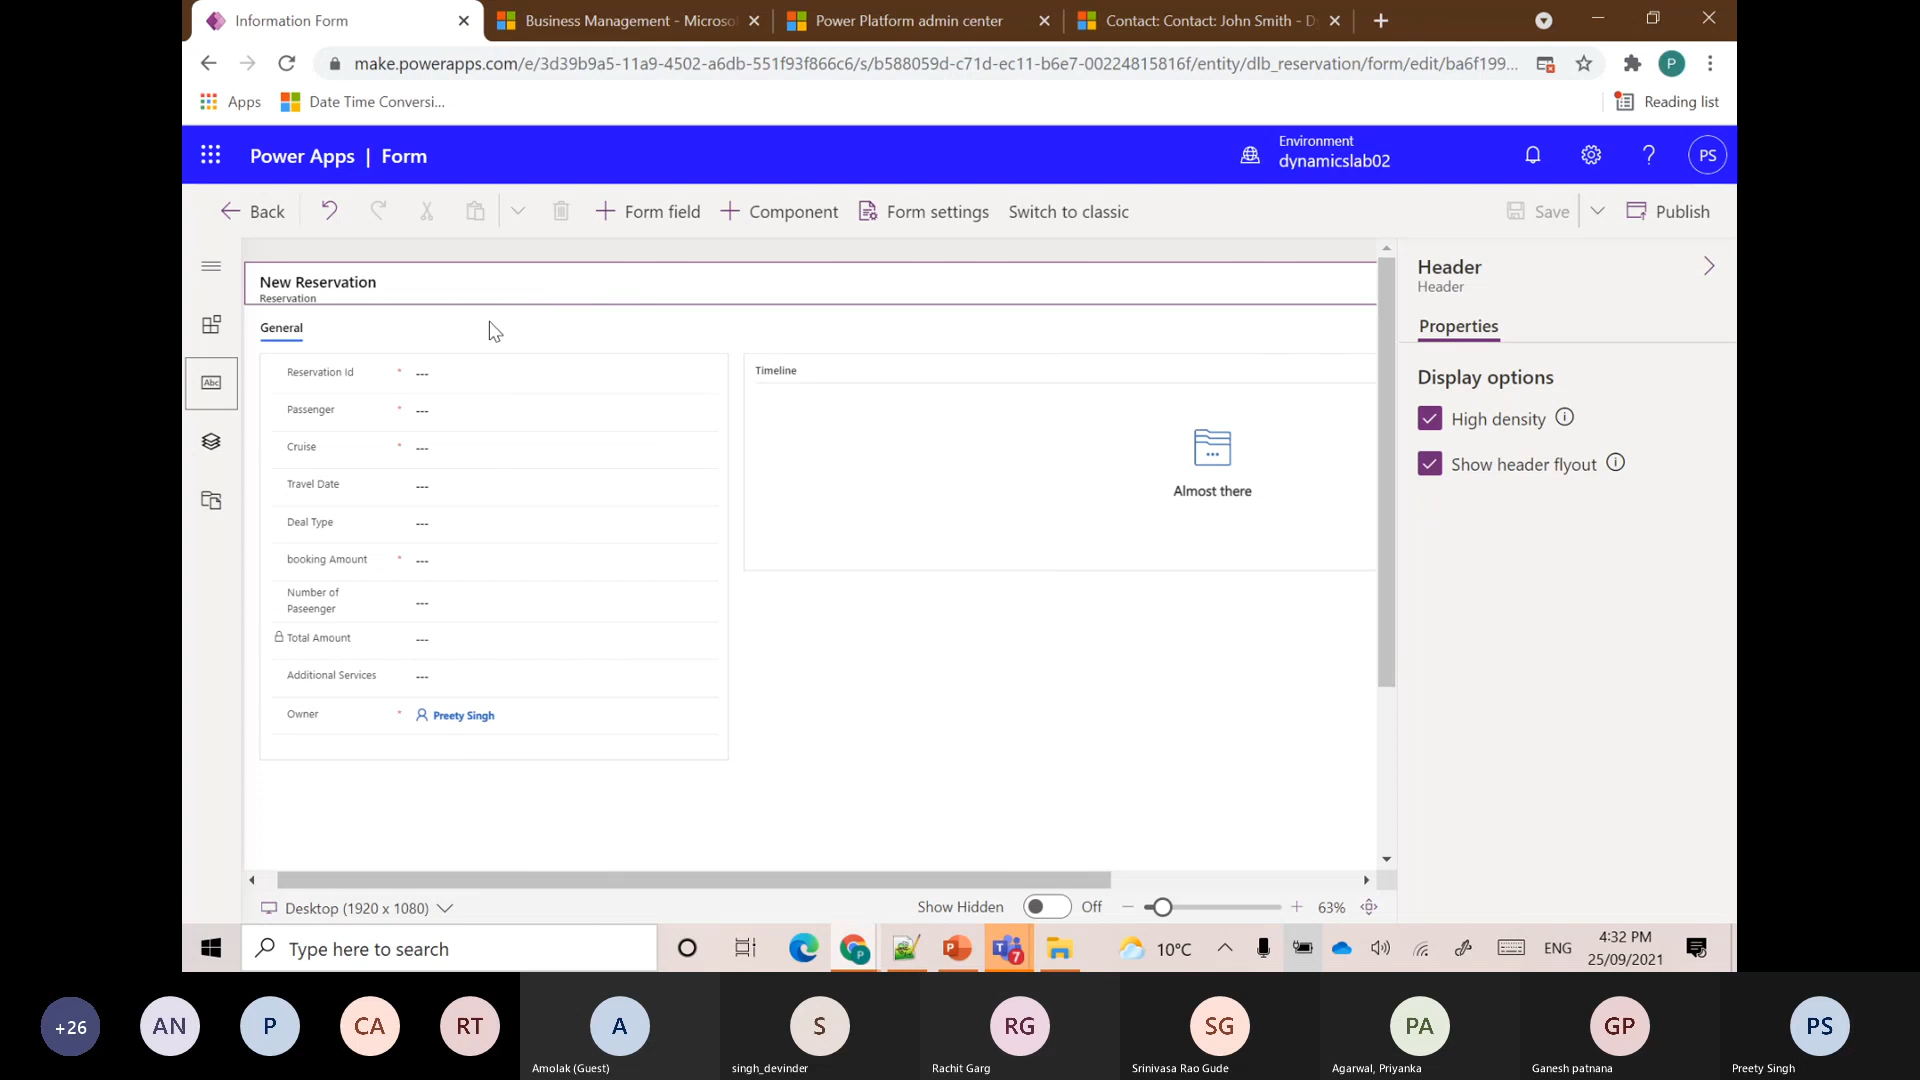 Information Form
Business Management - Microso
Power Platform admin center
Contact: Contact: John Smith - D
make.powerapps.com/e/3d39b9a5-11a9-4502-a6db-551f93f866c6/s/b588059d-c71d-ec11-b6e7-00224815816f/entity/dlb_reservation/form/edit/ba6f199...
P
Apps
Date Time Conversi...
Reading list
Power Apps | Form
Environment
dynamicslab02
?
PS
Back
Form field
Component
Form settings
Switch to classic
Save
Publish
New Reservation
Reservation
General
Abc
Reservation Id * ---
Passenger * ---
Cruise * ---
Travel Date ---
Deal Type ---
booking Amount * ---
Number of
Paseenger ---
Total Amount ---
Additional Services ---
Owner * Preety Singh
Timeline
Almost there
Header
Header
Properties
Display options
High density
Show header flyout
Desktop (1920 x 1080)
Show Hidden
Off
63%
Type here to search
P
7
10°C
ENG
4:32 PM
25/09/2021
+26
AN
P
CA
RT
A
Amolak (Guest)
S
singh_devinder
RG
Rachit Garg
SG
Srinivasa Rao Gude
PA
Agarwal, Priyanka
GP
Ganesh patnana
PS
Preety Singh